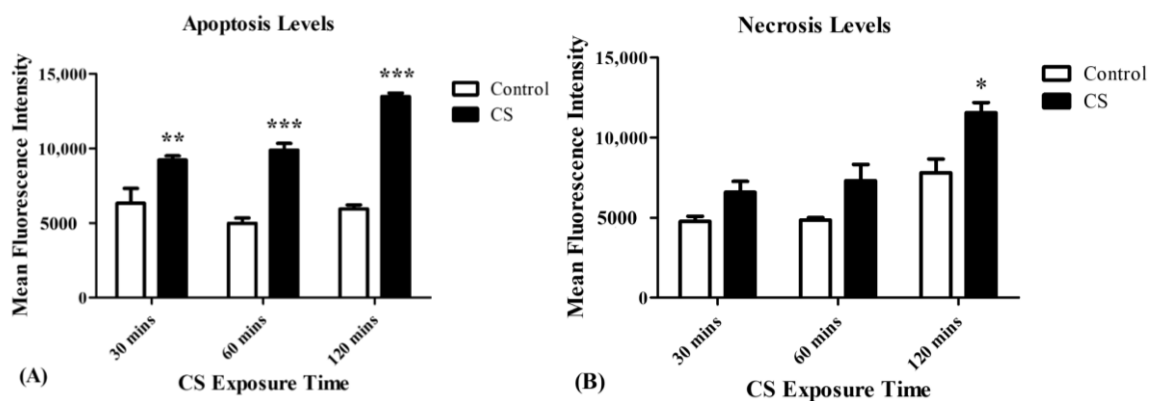 Apoptosis Levels
Mean Fluorescence Intensity
15,000
10,000
5000
0
**
***
***
Control
CS
30 mins
60 mins
120 mins
CS Exposure Time
(A)
Necrosis Levels
Mean Fluorescence Intensity
15,000
10,000
5000
0
*
Control
CS
30 mins
60 mins
120 mins
CS Exposure Time
(B)